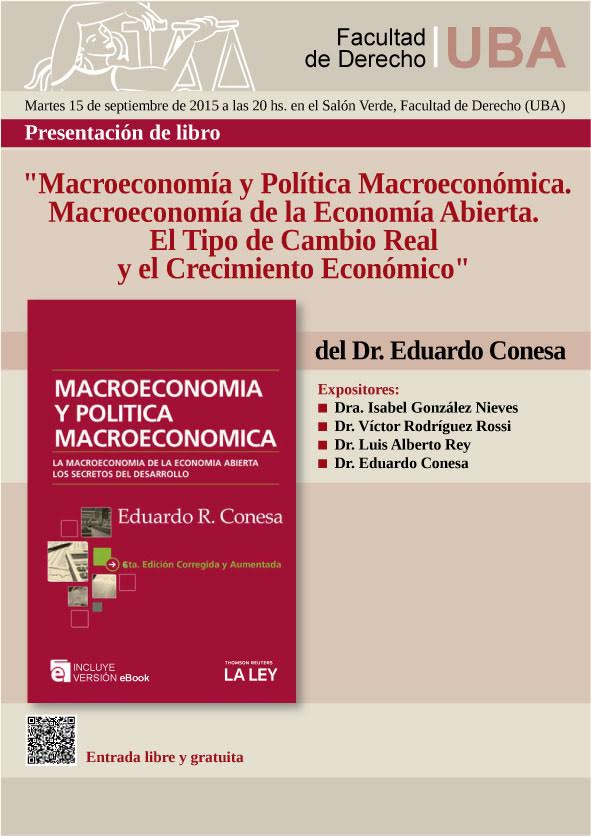 Facultad
de Derecho
UBA
Martes 15 de septiembre de 2015 a las 20 hs. en el Salón Verde, Facultad de Derecho (UBA)
Presentación de libro
"Macroeconomía y Política Macroeconómica.
Macroeconomía de la Economía Abierta.
El Tipo de Cambio Real
y el Crecimiento Económico"
del Dr. Eduardo Conesa
Expositores:
Dra. Isabel González Nieves
Dr. Víctor Rodríguez Rossi
Dr. Luis Alberto Rey
Dr. Eduardo Conesa
MACROECONOMIA
Y POLITICA
MACROECONOMICA
LA MACROECONOMIA DE LA ECONOMIA ABIERTA
LOS SECRETOS DEL DESARROLLO
Eduardo R. Conesa
6ta. Edición Corregida y Aumentada
e
INCLUYE
VERSIÓN eBook
THOMSON REUTERS
LA LEY
Entrada libre y gratuita